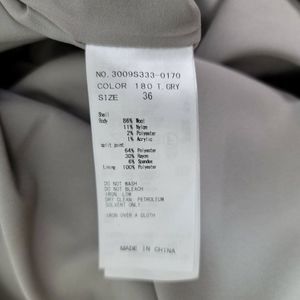 NO. 3009S333-0170
COLOR 180 T.GRY
SIZE 36
Shell
Body 86% Wool
11% Nylon
2% Polyester
1% Acrylic
split joint
64% Polyester
30% Rayon
6% Spandex
Lining 100% Polyester
DO NOT WASH
DO NOT BLEACH
IRON LOW
DRY CLEAN PETROLEUM
SOLVENT ONLY
IRON OVER A CLOTH
MADE IN CHINA